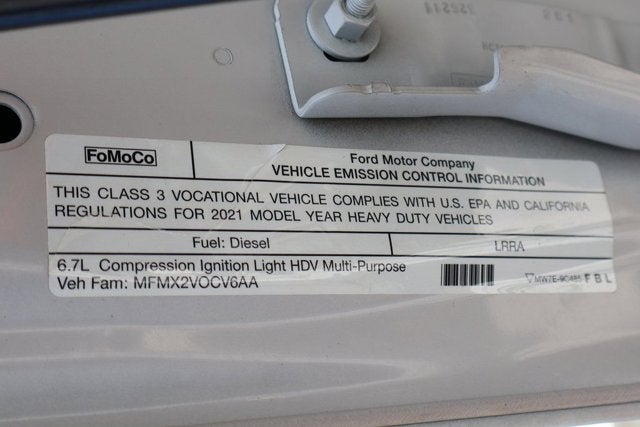 FoMoCo
Ford Motor Company
VEHICLE EMISSION CONTROL INFORMATION
THIS CLASS 3 VOCATIONAL VEHICLE COMPLIES WITH U.S. EPA AND CALIFORNIA
REGULATIONS FOR 2021 MODEL YEAR HEAVY DUTY VEHICLES
Fuel: Diesel
LRRA
6.7L Compression Ignition Light HDV Multi-Purpose
Veh Fam: MFMX2VOCV6AA
FBL